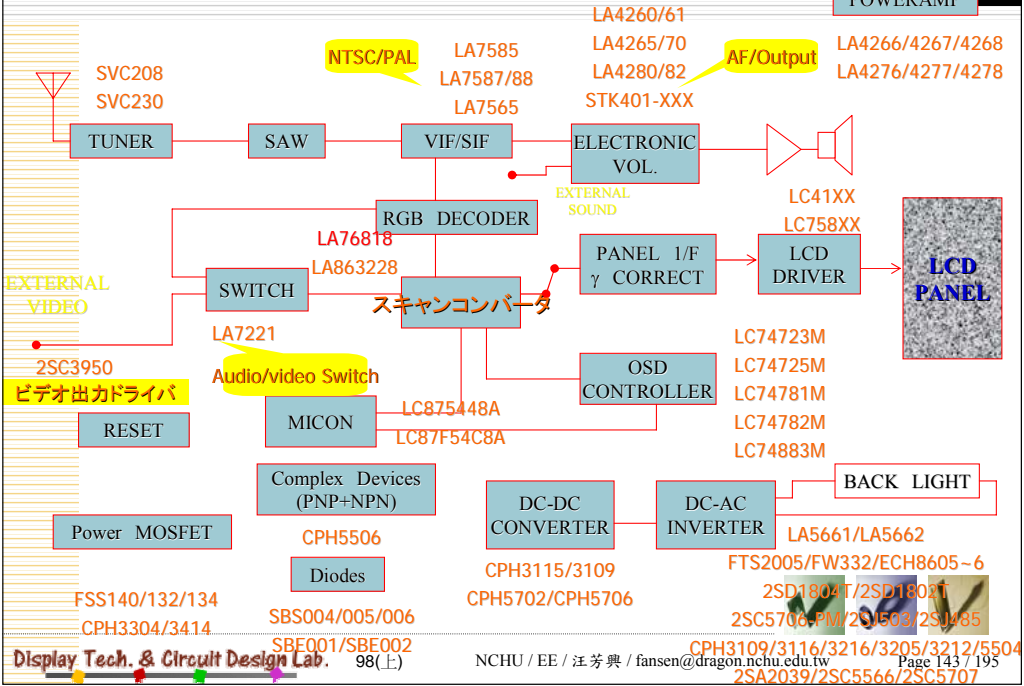 POWERAMP
LA4260/61
LA4265/70
LA4280/82
STK401-XXX
AF/Output
LA4266/4267/4268
LA4276/4277/4278
NTSC/PAL
LA7585
LA7587/88
LA7565
SVC208
SVC230
TUNER
SAW
VIF/SIF
ELECTRONIC
VOL.
EXTERNAL
SOUND
RGB DECODER
LA76818
LA863228
PANEL 1/F
γ CORRECT
LC41XX
LC758XX
LCD
DRIVER
LCD
PANEL
EXTERNAL
VIDEO
SWITCH
スキャンコンバータ
LA7221
Audio/video Switch
2SC3950
ビデオ出力ドライバ
RESET
MICON
LC875448A
LC87F54C8A
OSD
CONTROLLER
LC74723M
LC74725M
LC74781M
LC74782M
LC74883M
Complex Devices
(PNP+NPN)
CPH5506
Power MOSFET
FSS140/132/134
CPH3304/3414
Diodes
SBS004/005/006
SBE001/SBE002
DC-DC
CONVERTER
CPH3115/3109
CPH5702/CPH5706
DC-AC
INVERTER
BACK LIGHT
LA5661/LA5662
FTS2005/FW332/ECH8605~6
2SD1804T/2SD1802T
2SC5706-PM/2SJ503/2SJ485
CPH3109/3116/3216/3205/3212/5504
2SA2039/2SC5566/2SC5707
Display Tech. & Circuit Design Lab.
98(上)
NCHU / EE / 汪芳興 / fansen@dragon.nchu.edu.tw
Page 143 / 195